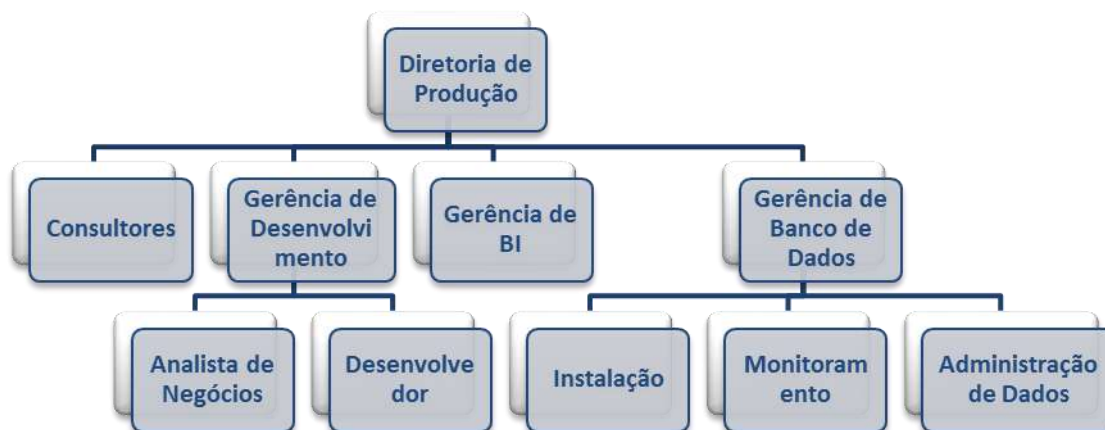 Diretoria de
Produção
Consultores
Gerência de
Desenvolvi
mento
Gerência de
BI
Gerência de
Banco de
Dados
Analista de
Negócios
Desenvolve
dor
Instalação
Monitoram
ento
Administração
de Dados